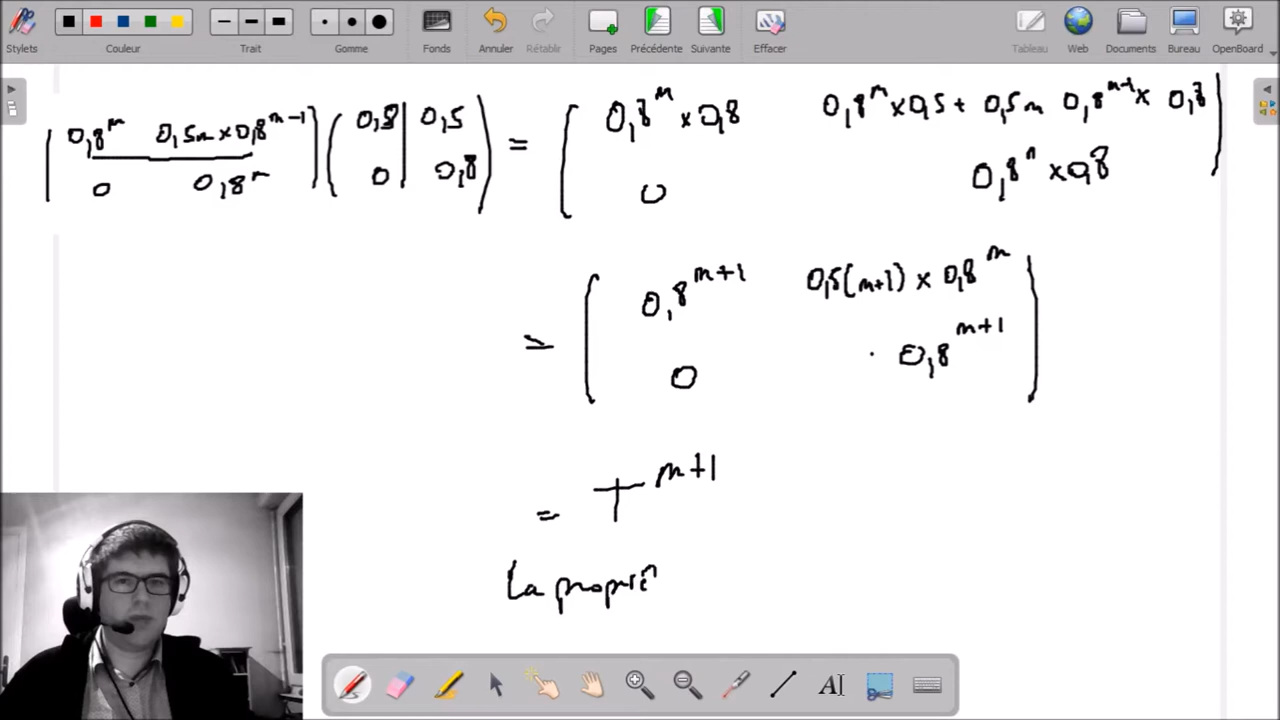 Stylets Couleur Trait Gomme Fonds Annuler Rétablir Pages Précédente Suivante Effacer Tableau Web Documents Bureau OpenBoard
0,8^n 0,5n×0,8^n-1 0,8 0,5 = 0,8^n ×0,8 0,8^n ×0,5 + 0,5n 0,8^n-1 × 0,8
0 0,8^n 0 0,8 0 0,8^n ×0,8
= 0,8^n+1 0,5(n+1) × 0,8^n
0 0,8^n+1
= T^n+1
La propri